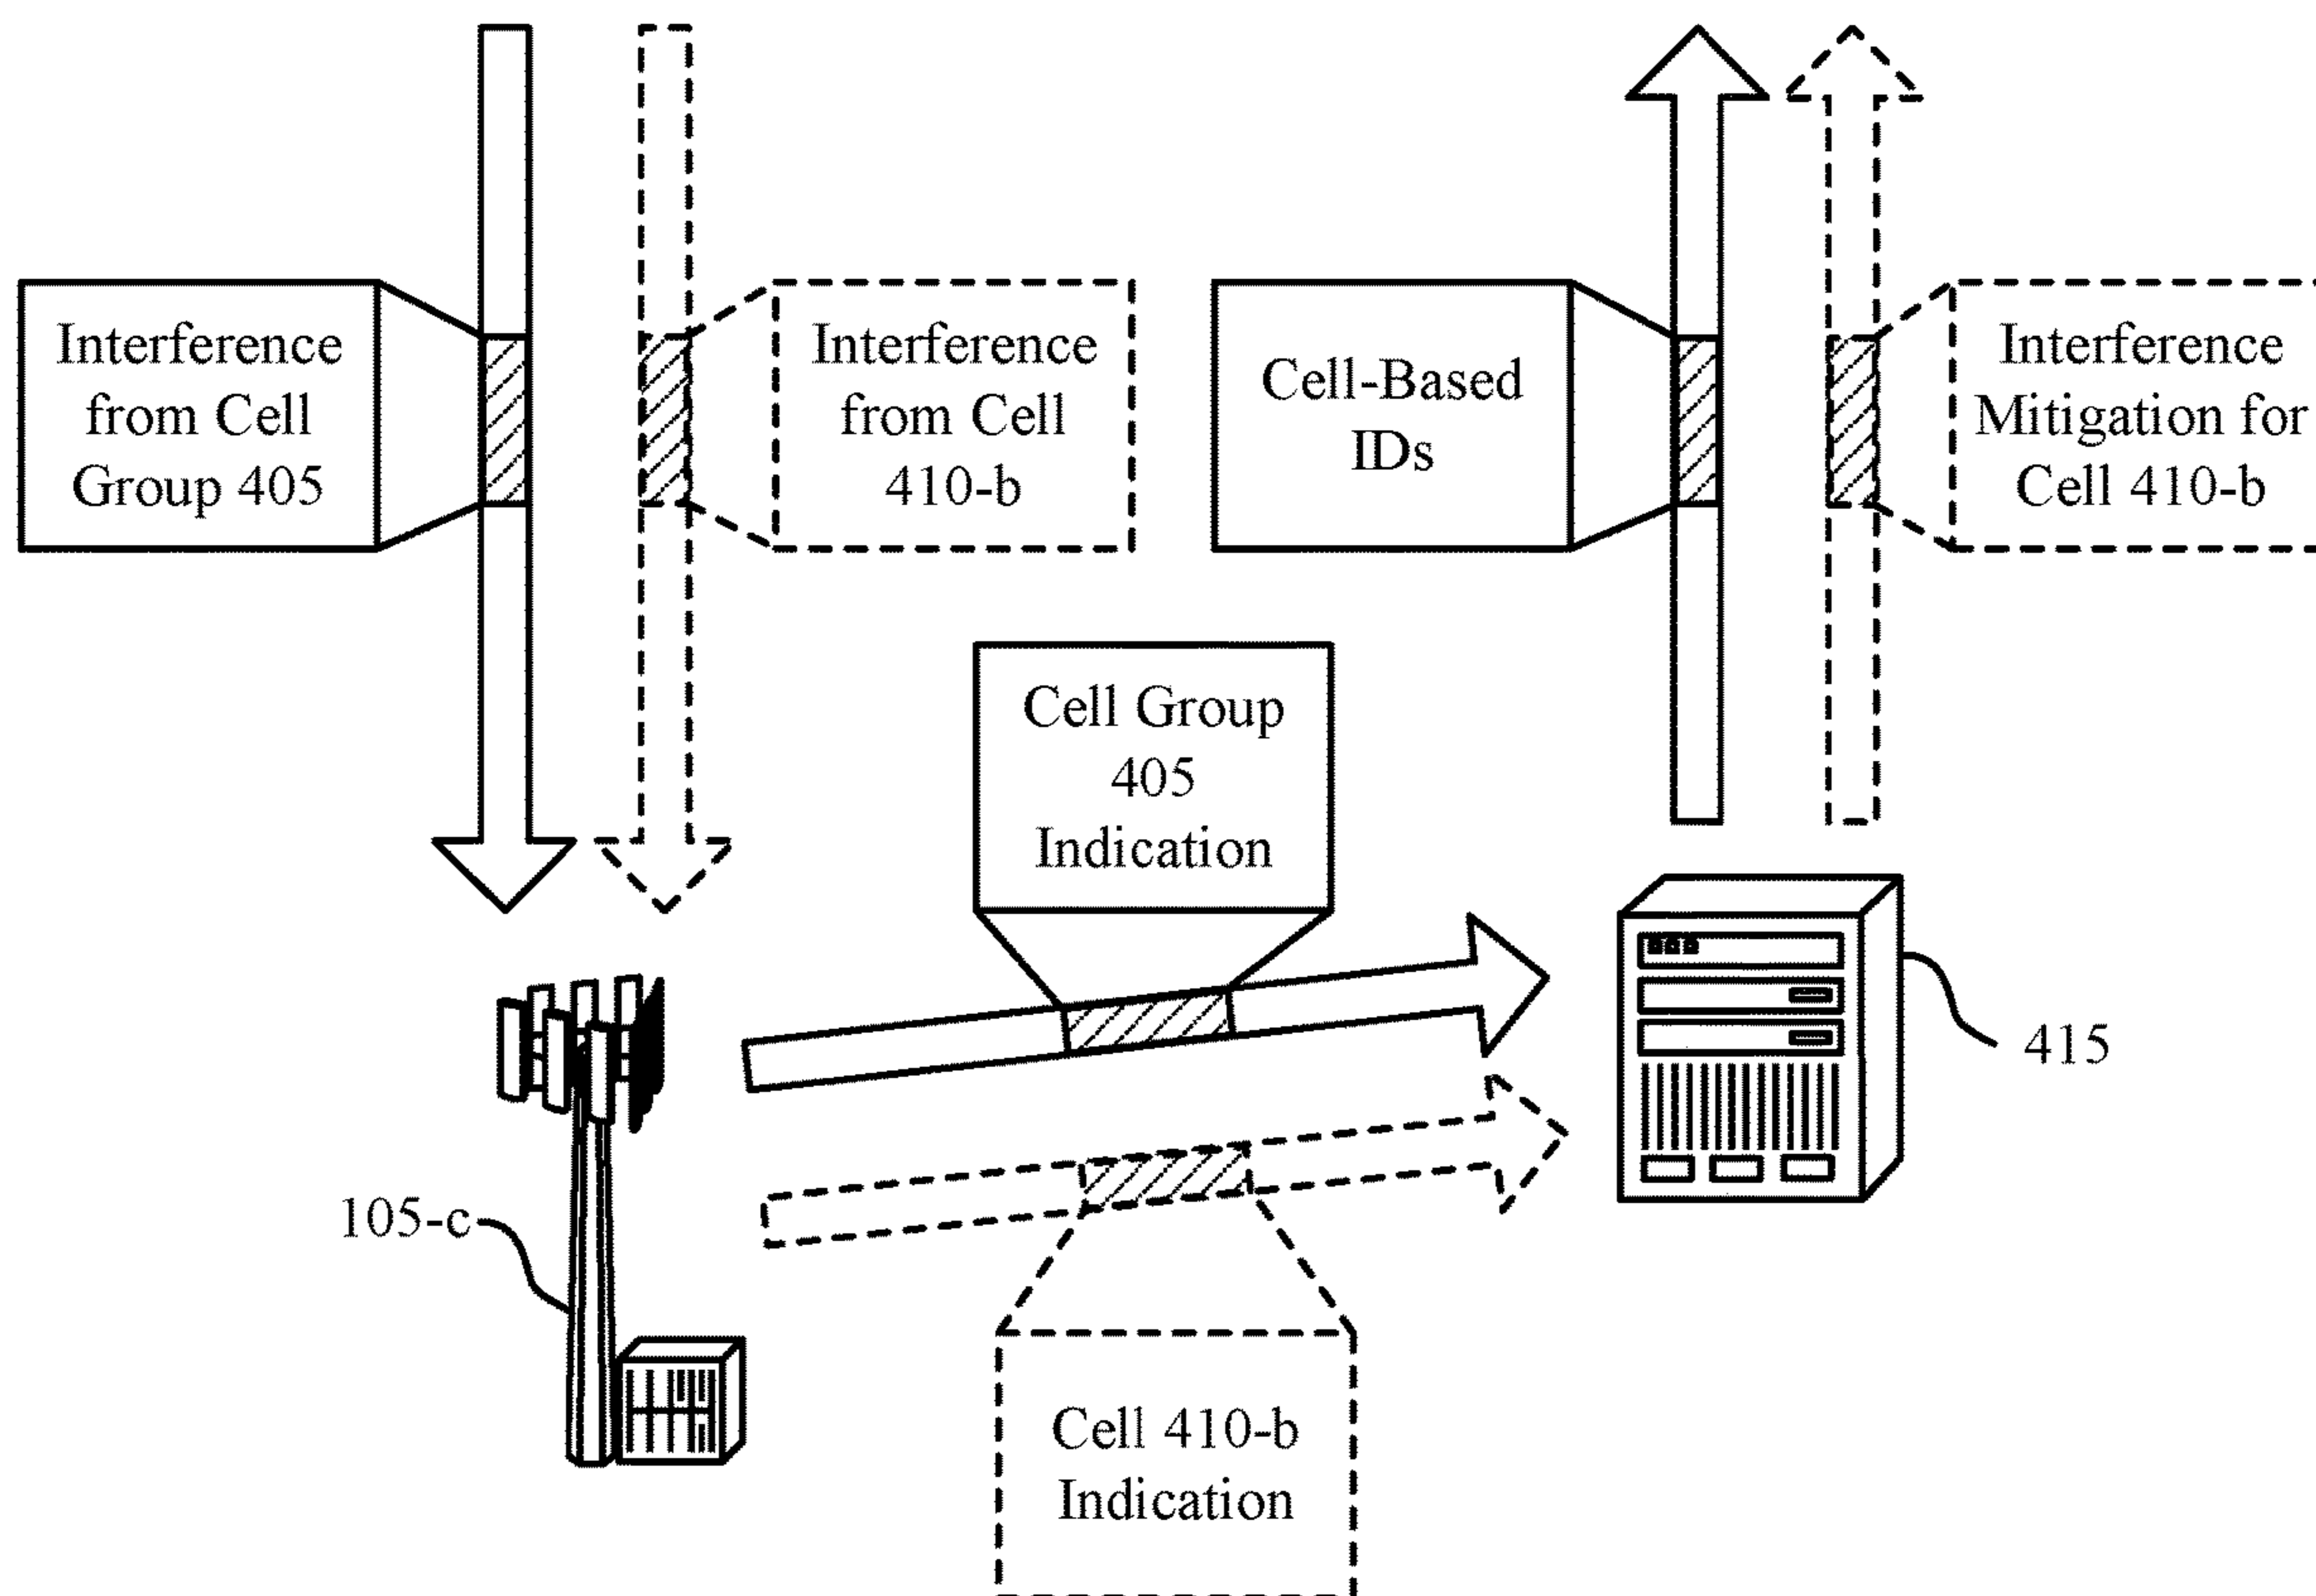 Interference
from Cell
Group 405
Interference
from Cell
410-b
Cell-Based
IDs
Interference
Mitigation for
Cell 410-b
Cell Group
405
Indication
415
105-c
Cell 410-b
Indication